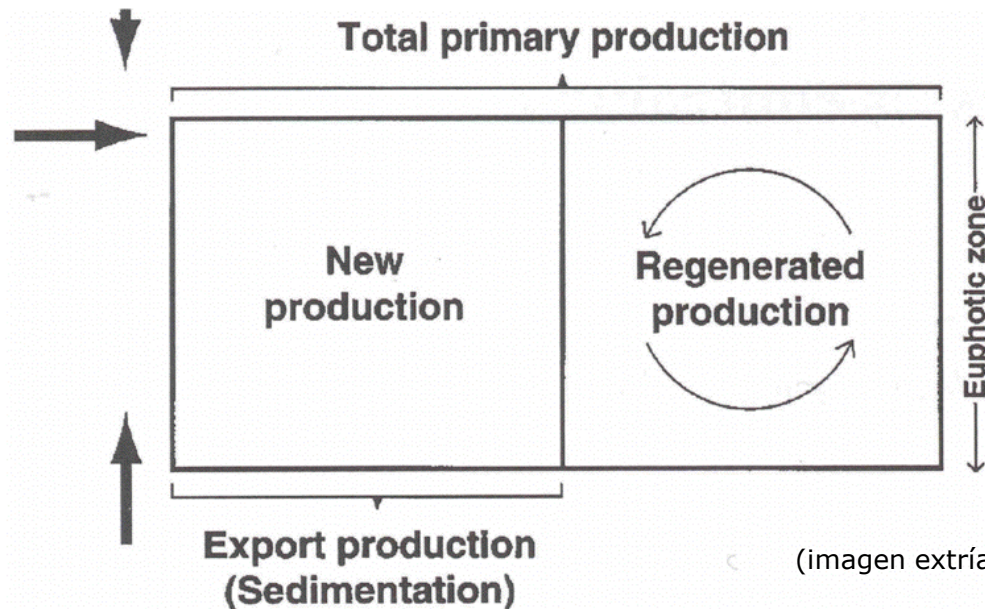 Total primary production
New
production
Regenerated
production
Euphotic zone
Export production
(Sedimentation)
(imagen extría